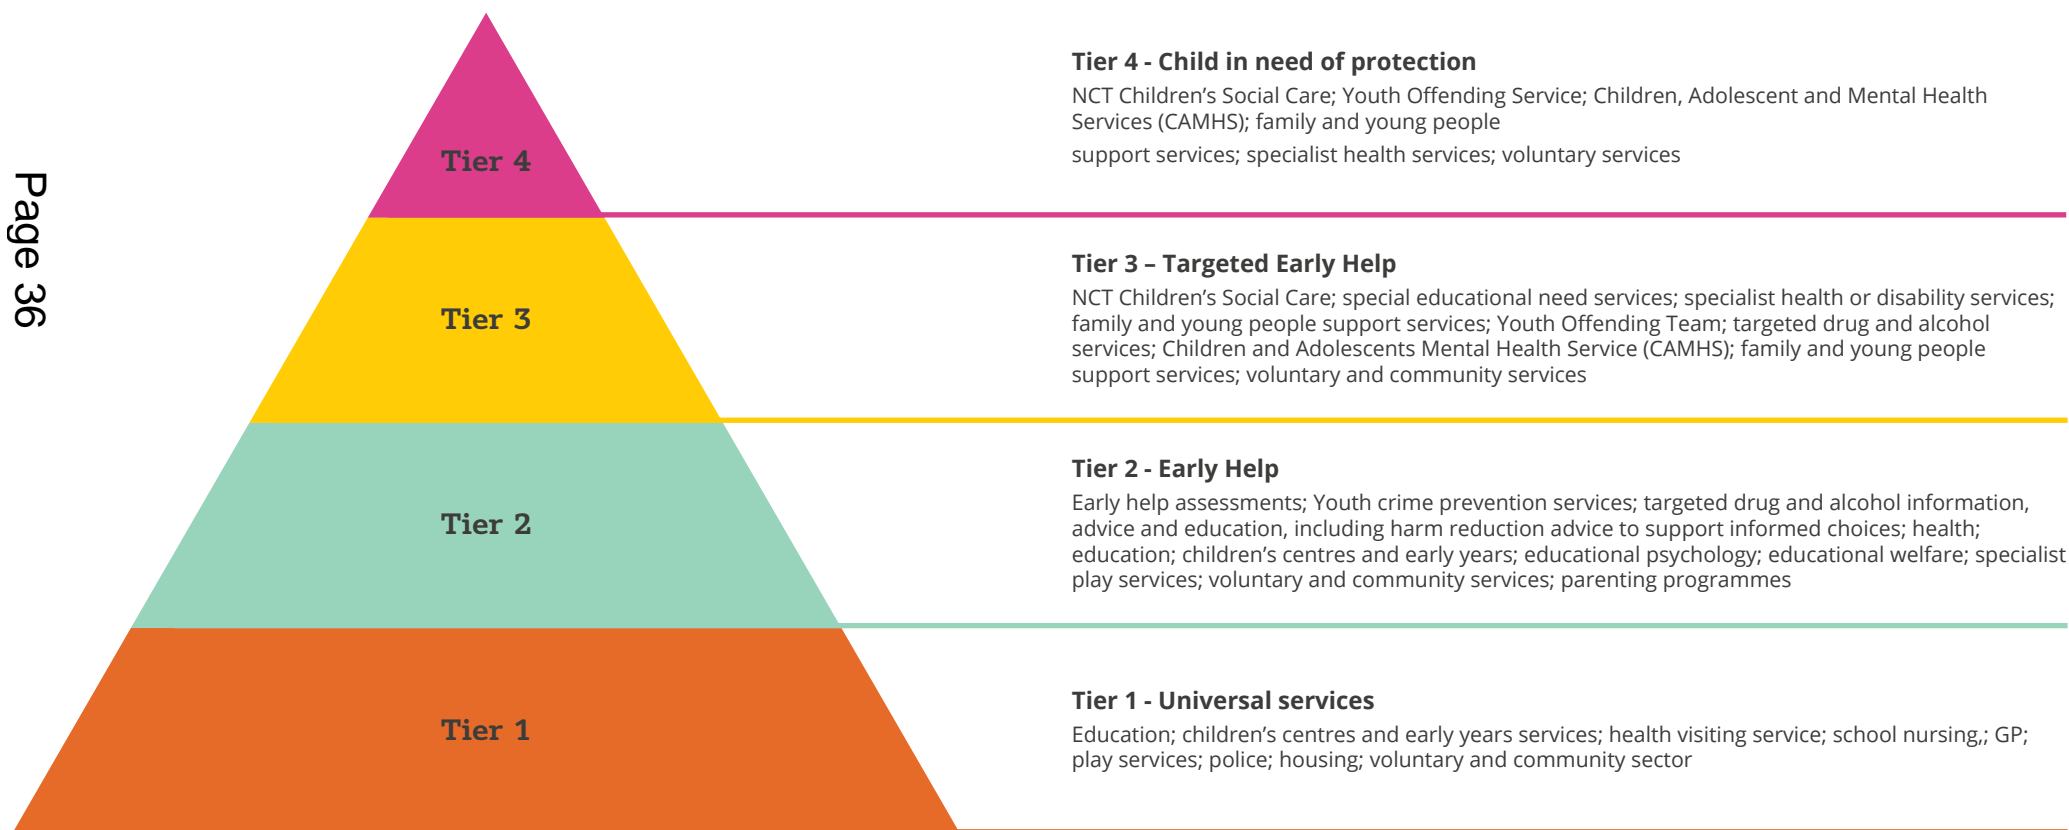 Page 36
Tier 4
Tier 4 - Child in need of protection
NCT Children’s Social Care; Youth Offending Service; Children, Adolescent and Mental Health
Services (CAMHS); family and young people
support services; specialist health services; voluntary services
Tier 3
Tier 3 – Targeted Early Help
NCT Children’s Social Care; special educational need services; specialist health or disability services;
family and young people support services; Youth Offending Team; targeted drug and alcohol
services; Children and Adolescents Mental Health Service (CAMHS); family and young people
support services; voluntary and community services
Tier 2
Tier 2 - Early Help
Early help assessments; Youth crime prevention services; targeted drug and alcohol information,
advice and education, including harm reduction advice to support informed choices; health;
education; children’s centres and early years; educational psychology; educational welfare; specialist
play services; voluntary and community services; parenting programmes
Tier 1
Tier 1 - Universal services
Education; children’s centres and early years services; health visiting service; school nursing,; GP;
play services; police; housing; voluntary and community sector